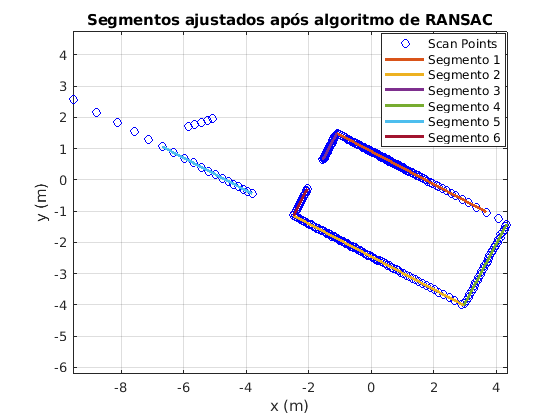 Segmentos ajustados após algoritmo de RANSAC
Scan Points
Segmento 1
Segmento 2
Segmento 3
Segmento 4
Segmento 5
Segmento 6
4
3
2
1
0
-1
-2
-3
-4
-5
-6
y (m)
-8
-6
-4
-2
0
2
4
x (m)